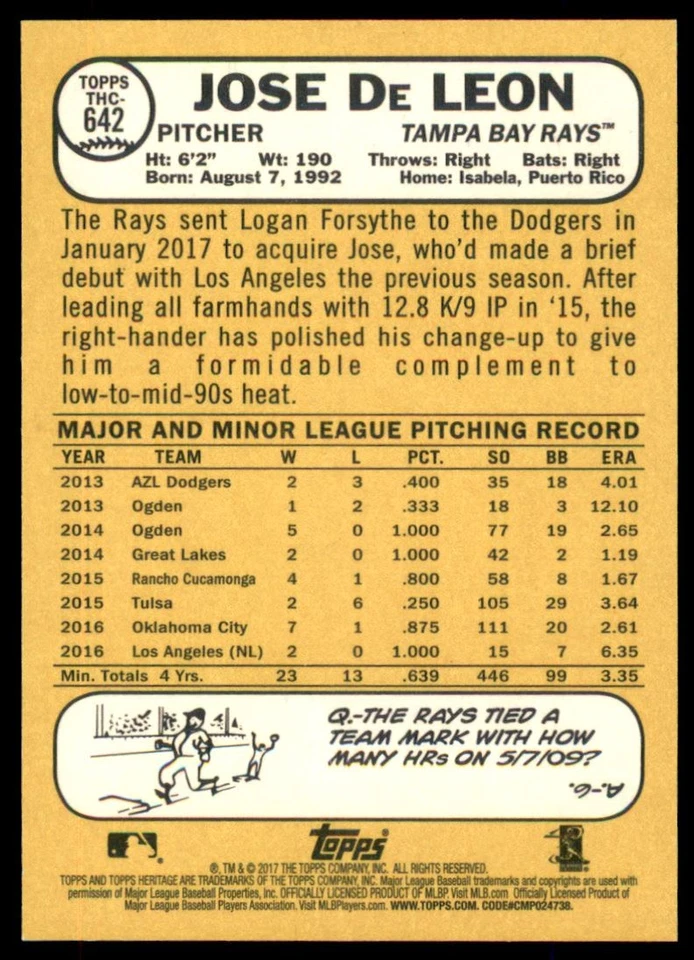 TOPPS
THC-
642
JOSE DE LEON
PITCHER TAMPA BAY RAYS™
Ht: 6'2" Wt: 190 Throws: Right Bats: Right
Born: August 7, 1992 Home: Isabela, Puerto Rico
The Rays sent Logan Forsythe to the Dodgers in
January 2017 to acquire Jose, who'd made a brief
debut with Los Angeles the previous season. After
leading all farmhands with 12.8 K/9 IP in '15, the
right-hander has polished his change-up to give
him a formidable complement to
low-to-mid-90s heat.
MAJOR AND MINOR LEAGUE PITCHING RECORD
YEAR TEAM W L PCT. SO BB ERA
2013 AZL Dodgers 2 3 .400 35 18 4.01
2013 Ogden 1 2 .333 18 3 12.10
2014 Ogden 5 0 1.000 77 19 2.65
2014 Great Lakes 2 0 1.000 42 2 1.19
2015 Rancho Cucamonga 4 1 .800 58 8 1.67
2015 Tulsa 2 6 .250 105 29 3.64
2016 Oklahoma City 7 1 .875 111 20 2.61
2016 Los Angeles (NL) 2 0 1.000 15 7 6.35
Min. Totals 4 Yrs. 23 13 .639 446 99 3.35
Q.-THE RAYS TIED A
TEAM MARK WITH HOW
MANY HRs ON 5/7/09?
A.-6.
topps
®, TM & © 2017 THE TOPPS COMPANY, INC. ALL RIGHTS RESERVED.
TOPPS AND TOPPS HERITAGE ARE TRADEMARKS OF THE TOPPS COMPANY, INC. Major League Baseball trademarks and copyrights are used with
permission of Major League Baseball Properties, Inc. OFFICIALLY LICENSED PRODUCT OF MLBP. Visit MLB.com. Officially Licensed Product of
Major League Baseball Players Association. Visit MLBPlayers.com. WWW.TOPPS.COM. CODE#CMP024738.